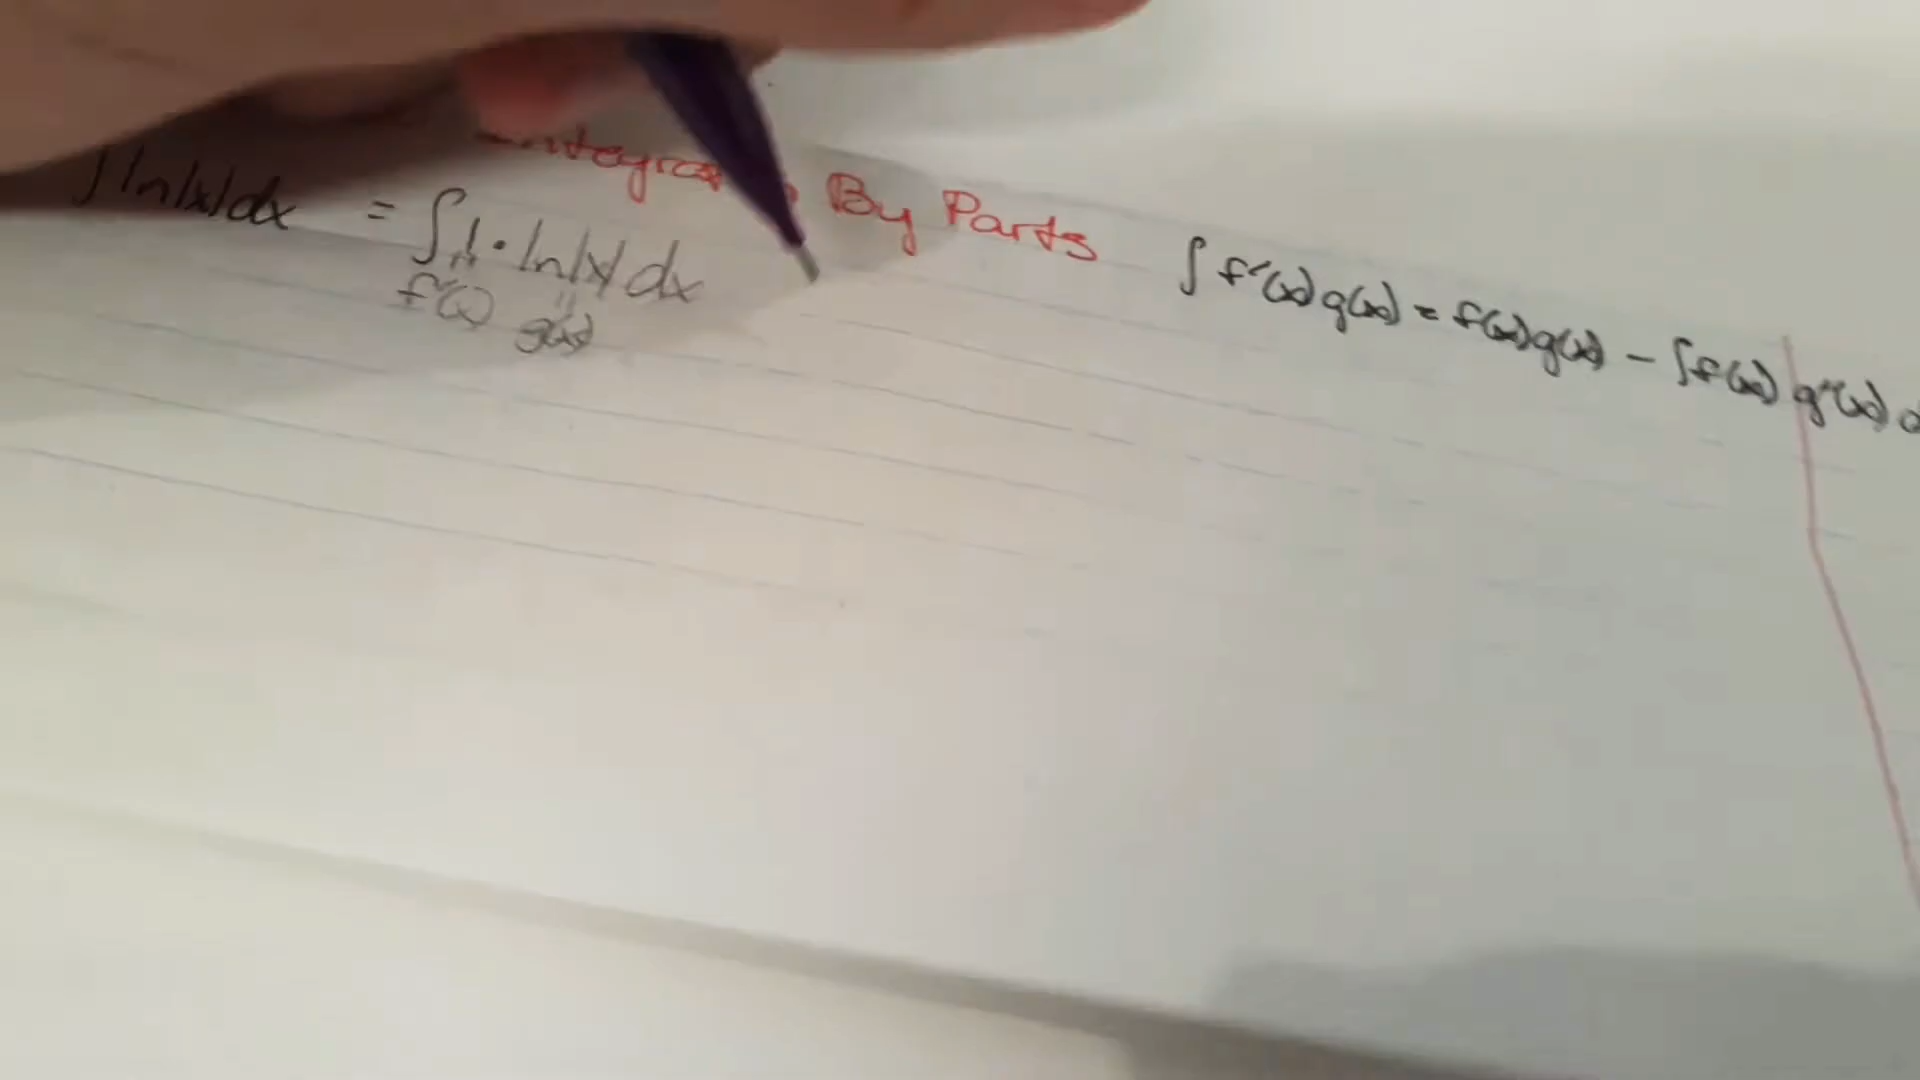 By Parts
∫ln|x|dx = ∫1·ln|x|dx
f'(x) g(x)
∫f'(x)g(x) = f(x)g(x) - ∫f(x)g'(x)